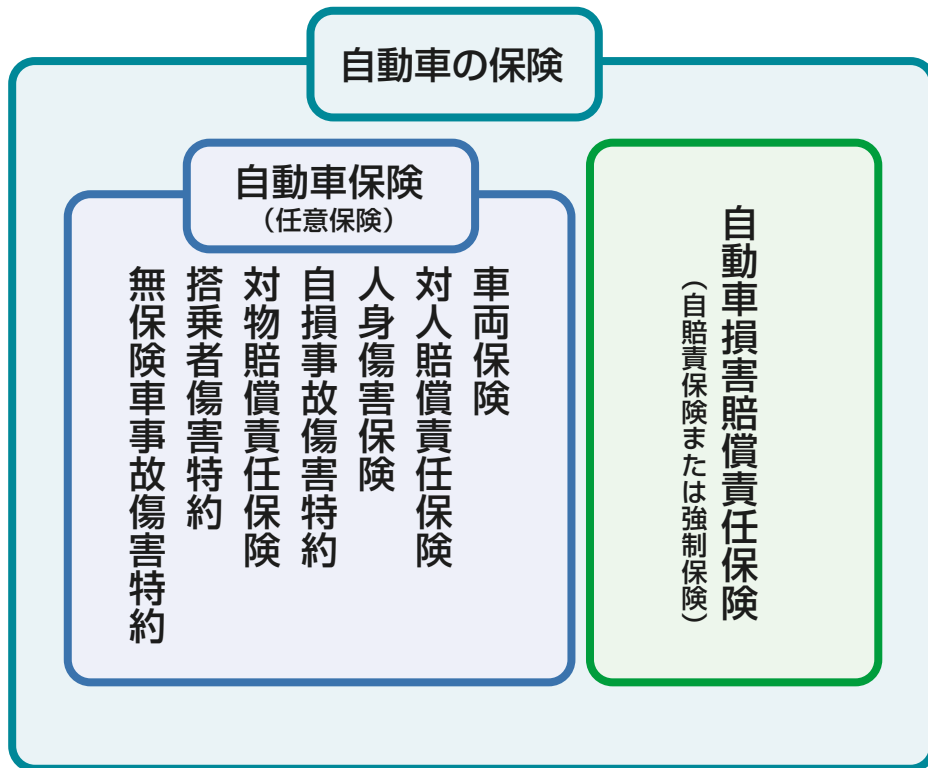 自動車の保険
自動車保険
（任意保険）
車両保険
対人賠償責任保険
人身傷害保険
自損事故傷害特約
対物賠償責任保険
搭乗者傷害特約
無保険車事故傷害特約
自動車損害賠償責任保険
（自賠責保険または強制保険）